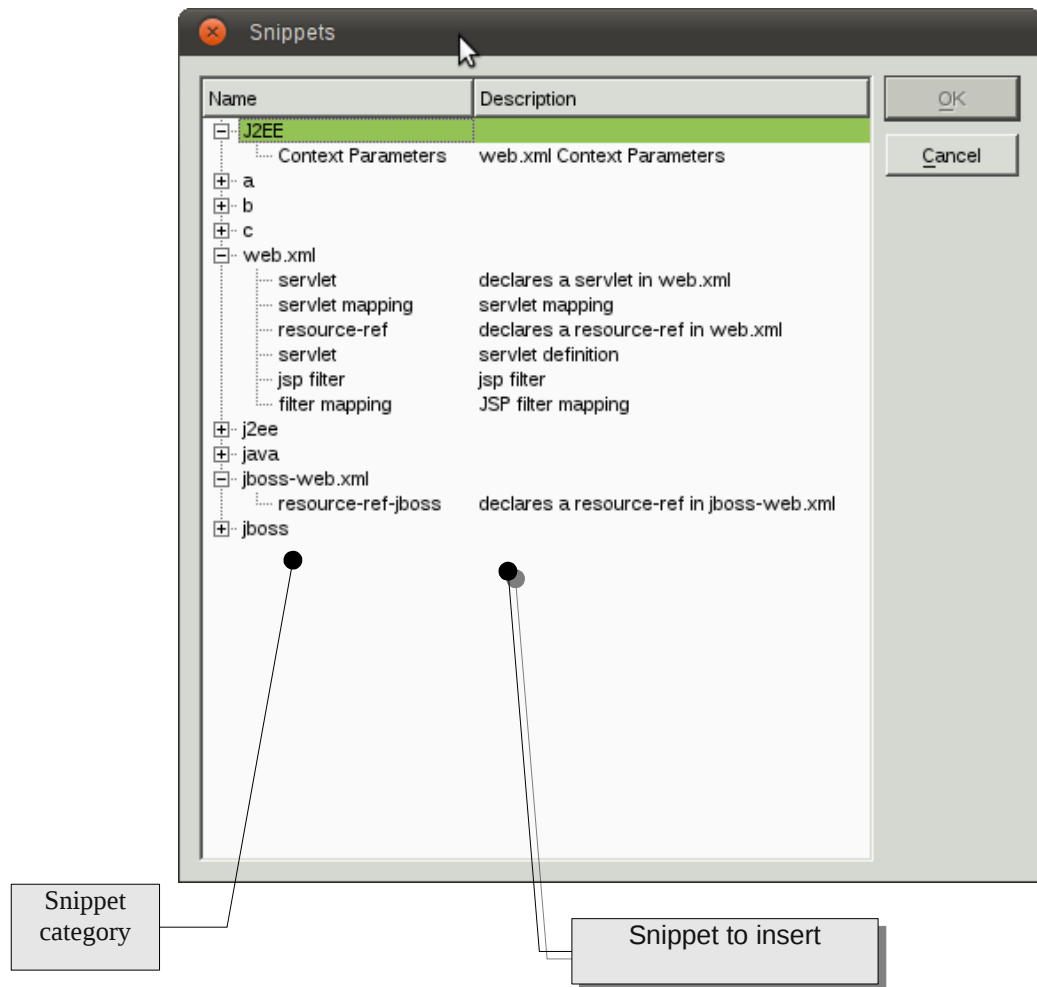 Snippets
Name Description
OK
J2EE
Cancel
Context Parameters web.xml Context Parameters
a
b
c
web.xml
servlet declares a servlet in web.xml
servlet mapping servlet mapping
resource-ref declares a resource-ref in web.xml
servlet servlet definition
jsp filter jsp filter
filter mapping JSP filter mapping
j2ee
java
jboss-web.xml
resource-ref-jboss declares a resource-ref in jboss-web.xml
jboss
Snippet
category
Snippet to insert